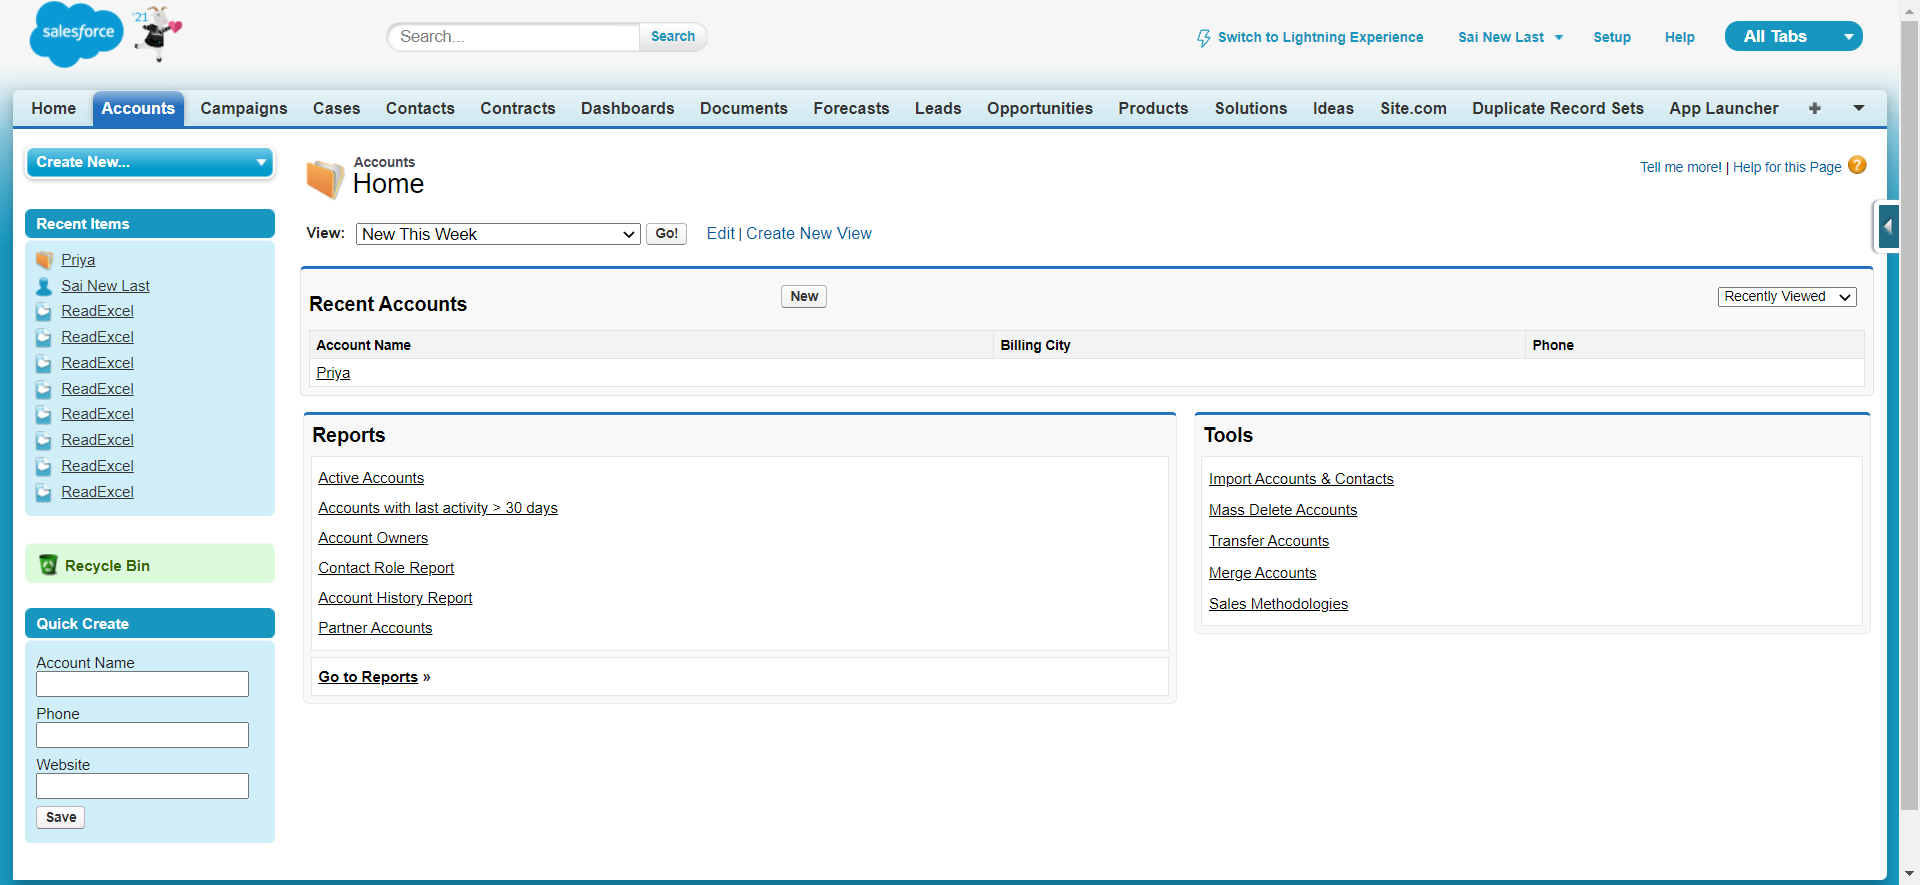 salesforce
'21
Search...
Search
Switch to Lightning Experience
Sai New Last
Setup
Help
All Tabs
Home
Accounts
Campaigns
Cases
Contacts
Contracts
Dashboards
Documents
Forecasts
Leads
Opportunities
Products
Solutions
Ideas
Site.com
Duplicate Record Sets
App Launcher
+
Create New...
Recent Items
Priya
Sai New Last
ReadExcel
ReadExcel
ReadExcel
ReadExcel
ReadExcel
ReadExcel
ReadExcel
ReadExcel
Recycle Bin
Quick Create
Account Name
Phone
Website
Save
Accounts
Home
Tell me more! | Help for this Page ?
View: New This Week Go! Edit | Create New View
Recent Accounts
New
Recently Viewed
Account Name Billing City Phone
Priya
Reports
Active Accounts
Accounts with last activity > 30 days
Account Owners
Contact Role Report
Account History Report
Partner Accounts
Go to Reports »
Tools
Import Accounts & Contacts
Mass Delete Accounts
Transfer Accounts
Merge Accounts
Sales Methodologies